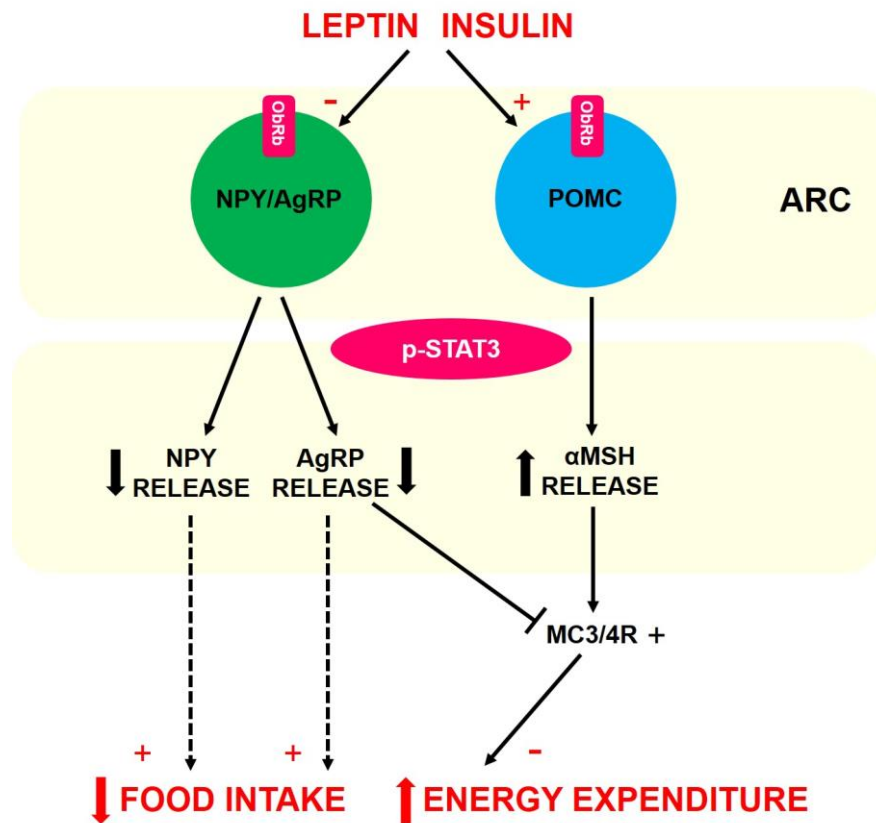 LEPTIN INSULIN
-
+
ObRb
ObRb
NPY/AgRP
POMC
ARC
p-STAT3
NPY
RELEASE
AgRP
RELEASE
αMSH
RELEASE
MC3/4R +
+
+
-
FOOD INTAKE
ENERGY EXPENDITURE